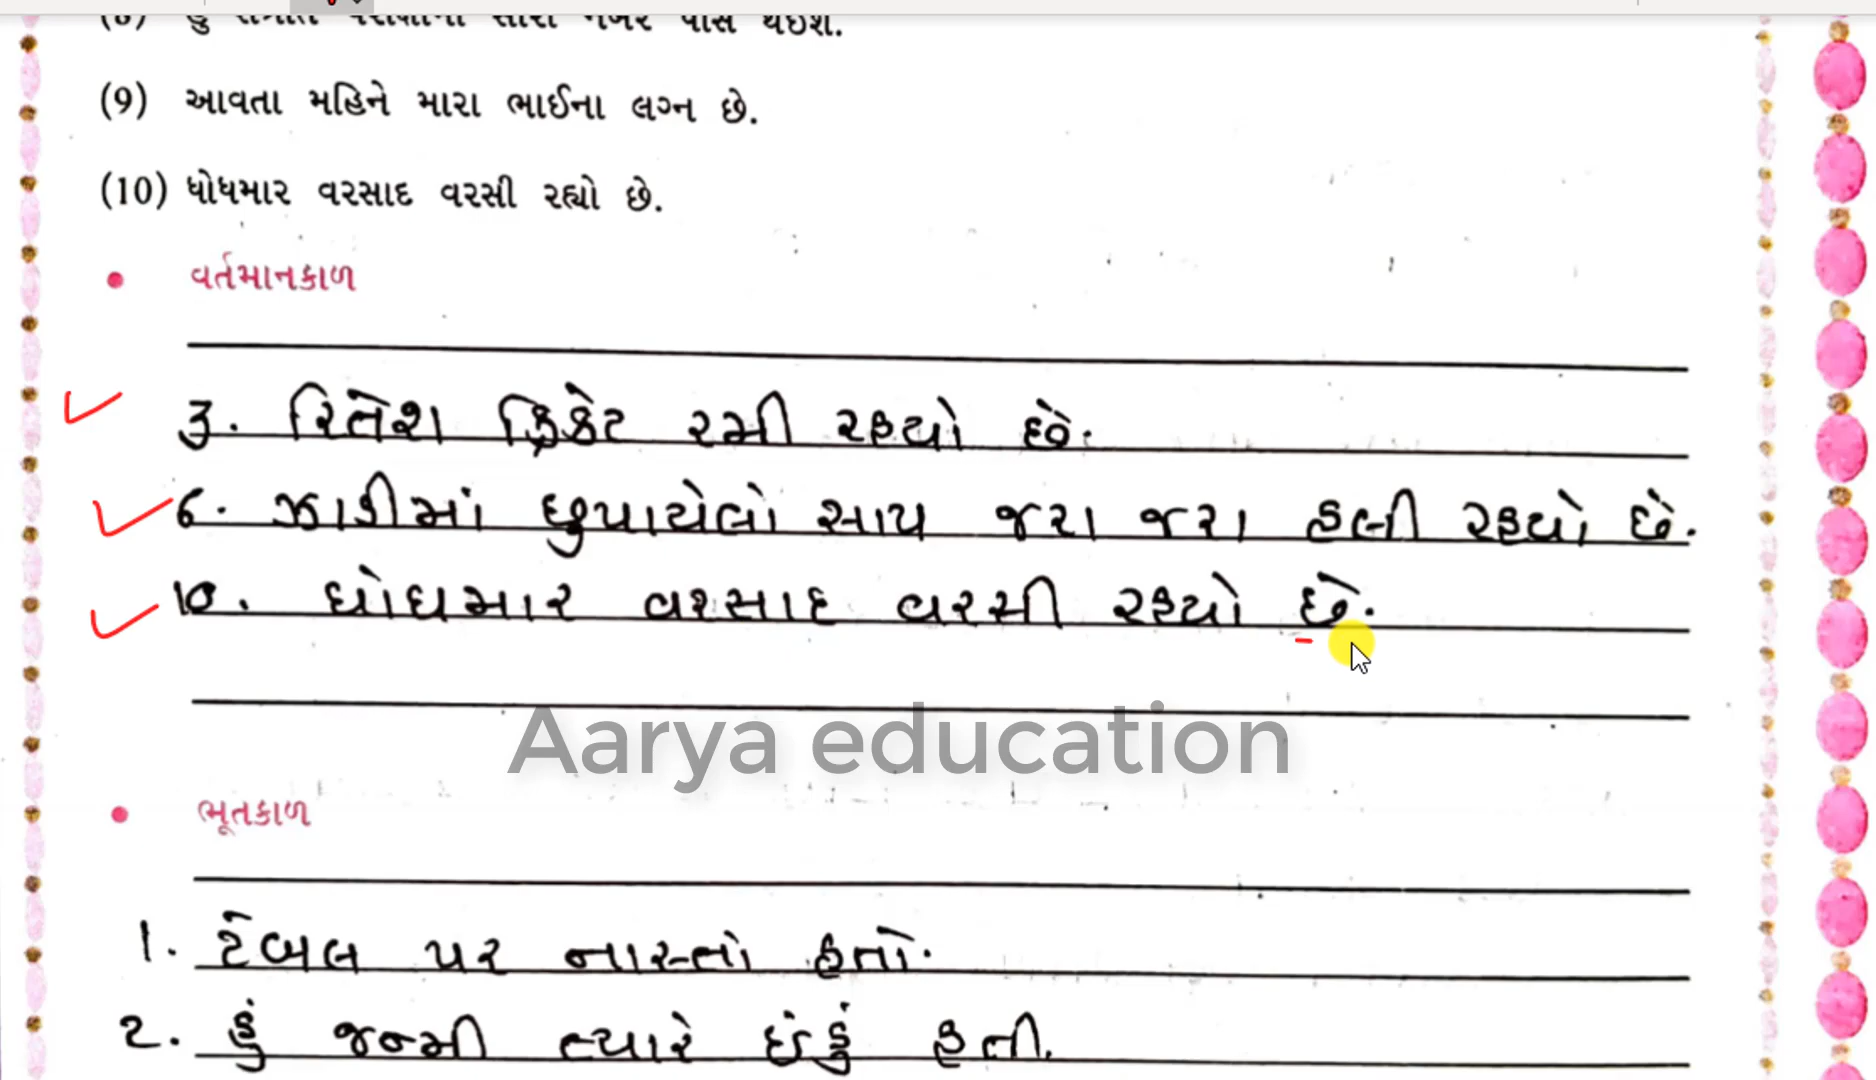 (9) આવતા મહિને મારા ભાઈના લગ્ન છે.
(10) ધોધમાર વરસાદ વરસી રહ્યો છે.
• વર્તમાનકાળ
૩. રિતેશ ક્રિકેટ રમી રહ્યો છે.
૬. ઝાડીમાં છુપાયેલો સાપ જરા જરા હલી રહ્યો છે.
૧૦. ધોધમાર વરસાદ વરસી રહ્યો છે.
Aarya education
• ભૂતકાળ
૧. ટેબલ પર નાસ્તો હતો.
૨. હું જન્મી ત્યારે હતી.